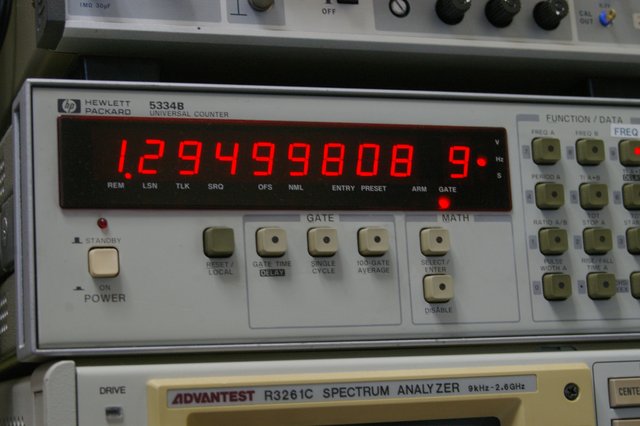 1MΩ 30pF
OFF
CAL
OUT
hp HEWLETT
PACKARD
5334B
UNIVERSAL COUNTER
1.29499808 9
V
Hz
S
REM LSN TLK SRQ OFS NML ENTRY PRESET ARM GATE
FUNCTION / DATA
FREQ A FREQ B FREQ
PERIOD A
RATIO A/B STOP A
PULSE
WIDTH A
RISE/FALL
TIME A
STANDBY
ON
POWER
RESET /
LOCAL
GATE
GATE TIME
DELAY
SINGLE
CYCLE
100-GATE
AVERAGE
MATH
SELECT/
ENTER
DISABLE
DRIVE
ADVANTEST R3261C SPECTRUM ANALYZER 9kHz-2.6GHz
CENTE